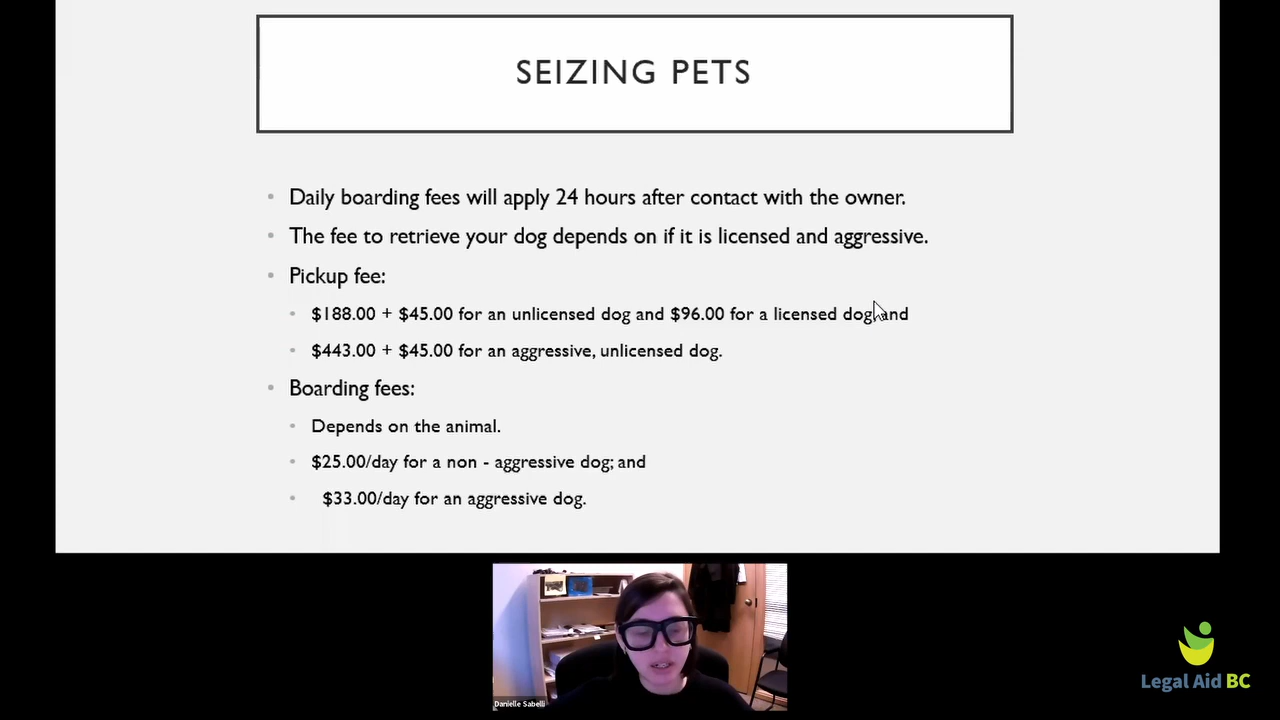 SEIZING PETS
Daily boarding fees will apply 24 hours after contact with the owner.
The fee to retrieve your dog depends on if it is licensed and aggressive.
Pickup fee:
$188.00 + $45.00 for an unlicensed dog and $96.00 for a licensed dog and
$443.00 + $45.00 for an aggressive, unlicensed dog.
Boarding fees:
Depends on the animal.
$25.00/day for a non - aggressive dog; and
$33.00/day for an aggressive dog.
Danielle Sabelli
Legal Aid BC